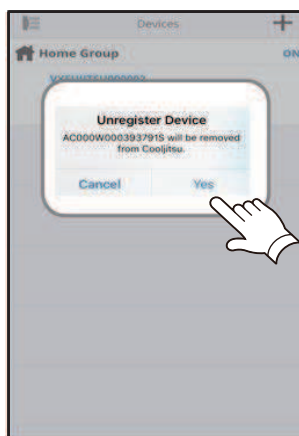 Devices
Home Group ON
Unregister Device
AC000W000393791S will be removed
from Cooljitsu.
Cancel Yes